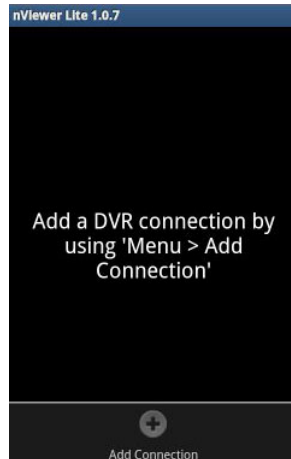 nViewer Lite 1.0.7
Add a DVR connection by
using 'Menu > Add
Connection'
Add Connection